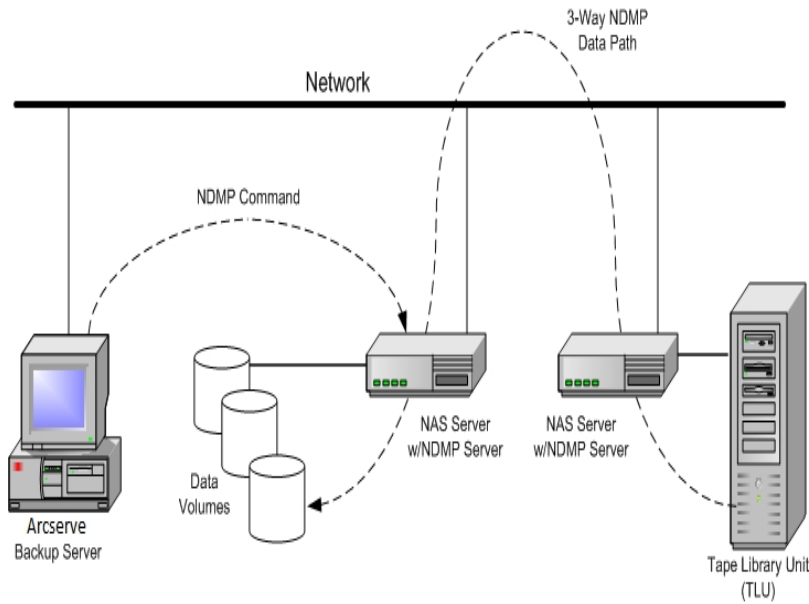 3-Way NDMP
Data Path
Network
NDMP Command
NAS Server
w/NDMP Server
NAS Server
w/NDMP Server
Data
Volumes
Arcserve
Backup Server
Tape Library Unit
(TLU)